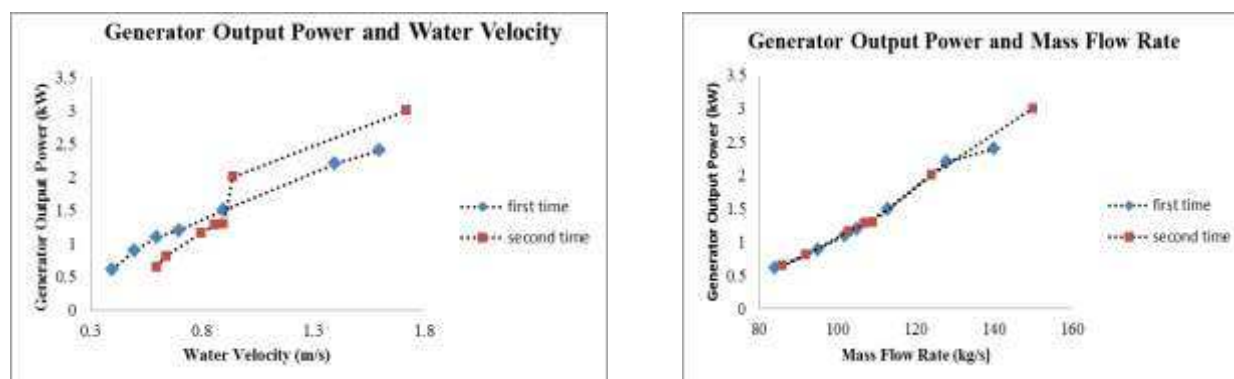 Generator Output Power and Water Velocity
Generator Output Power (kW)
3.5
3
2.5
2
1.5
1
0.5
0
0.3
0.8
1.3
1.8
Water Velocity (m/s)
first time
second time
Generator Output Power and Mass Flow Rate
Generator Output Power (kW)
3.5
3
2.5
2
1.5
1
0.5
0
80
100
120
140
160
Mass Flow Rate (kg/s)
first time
second time